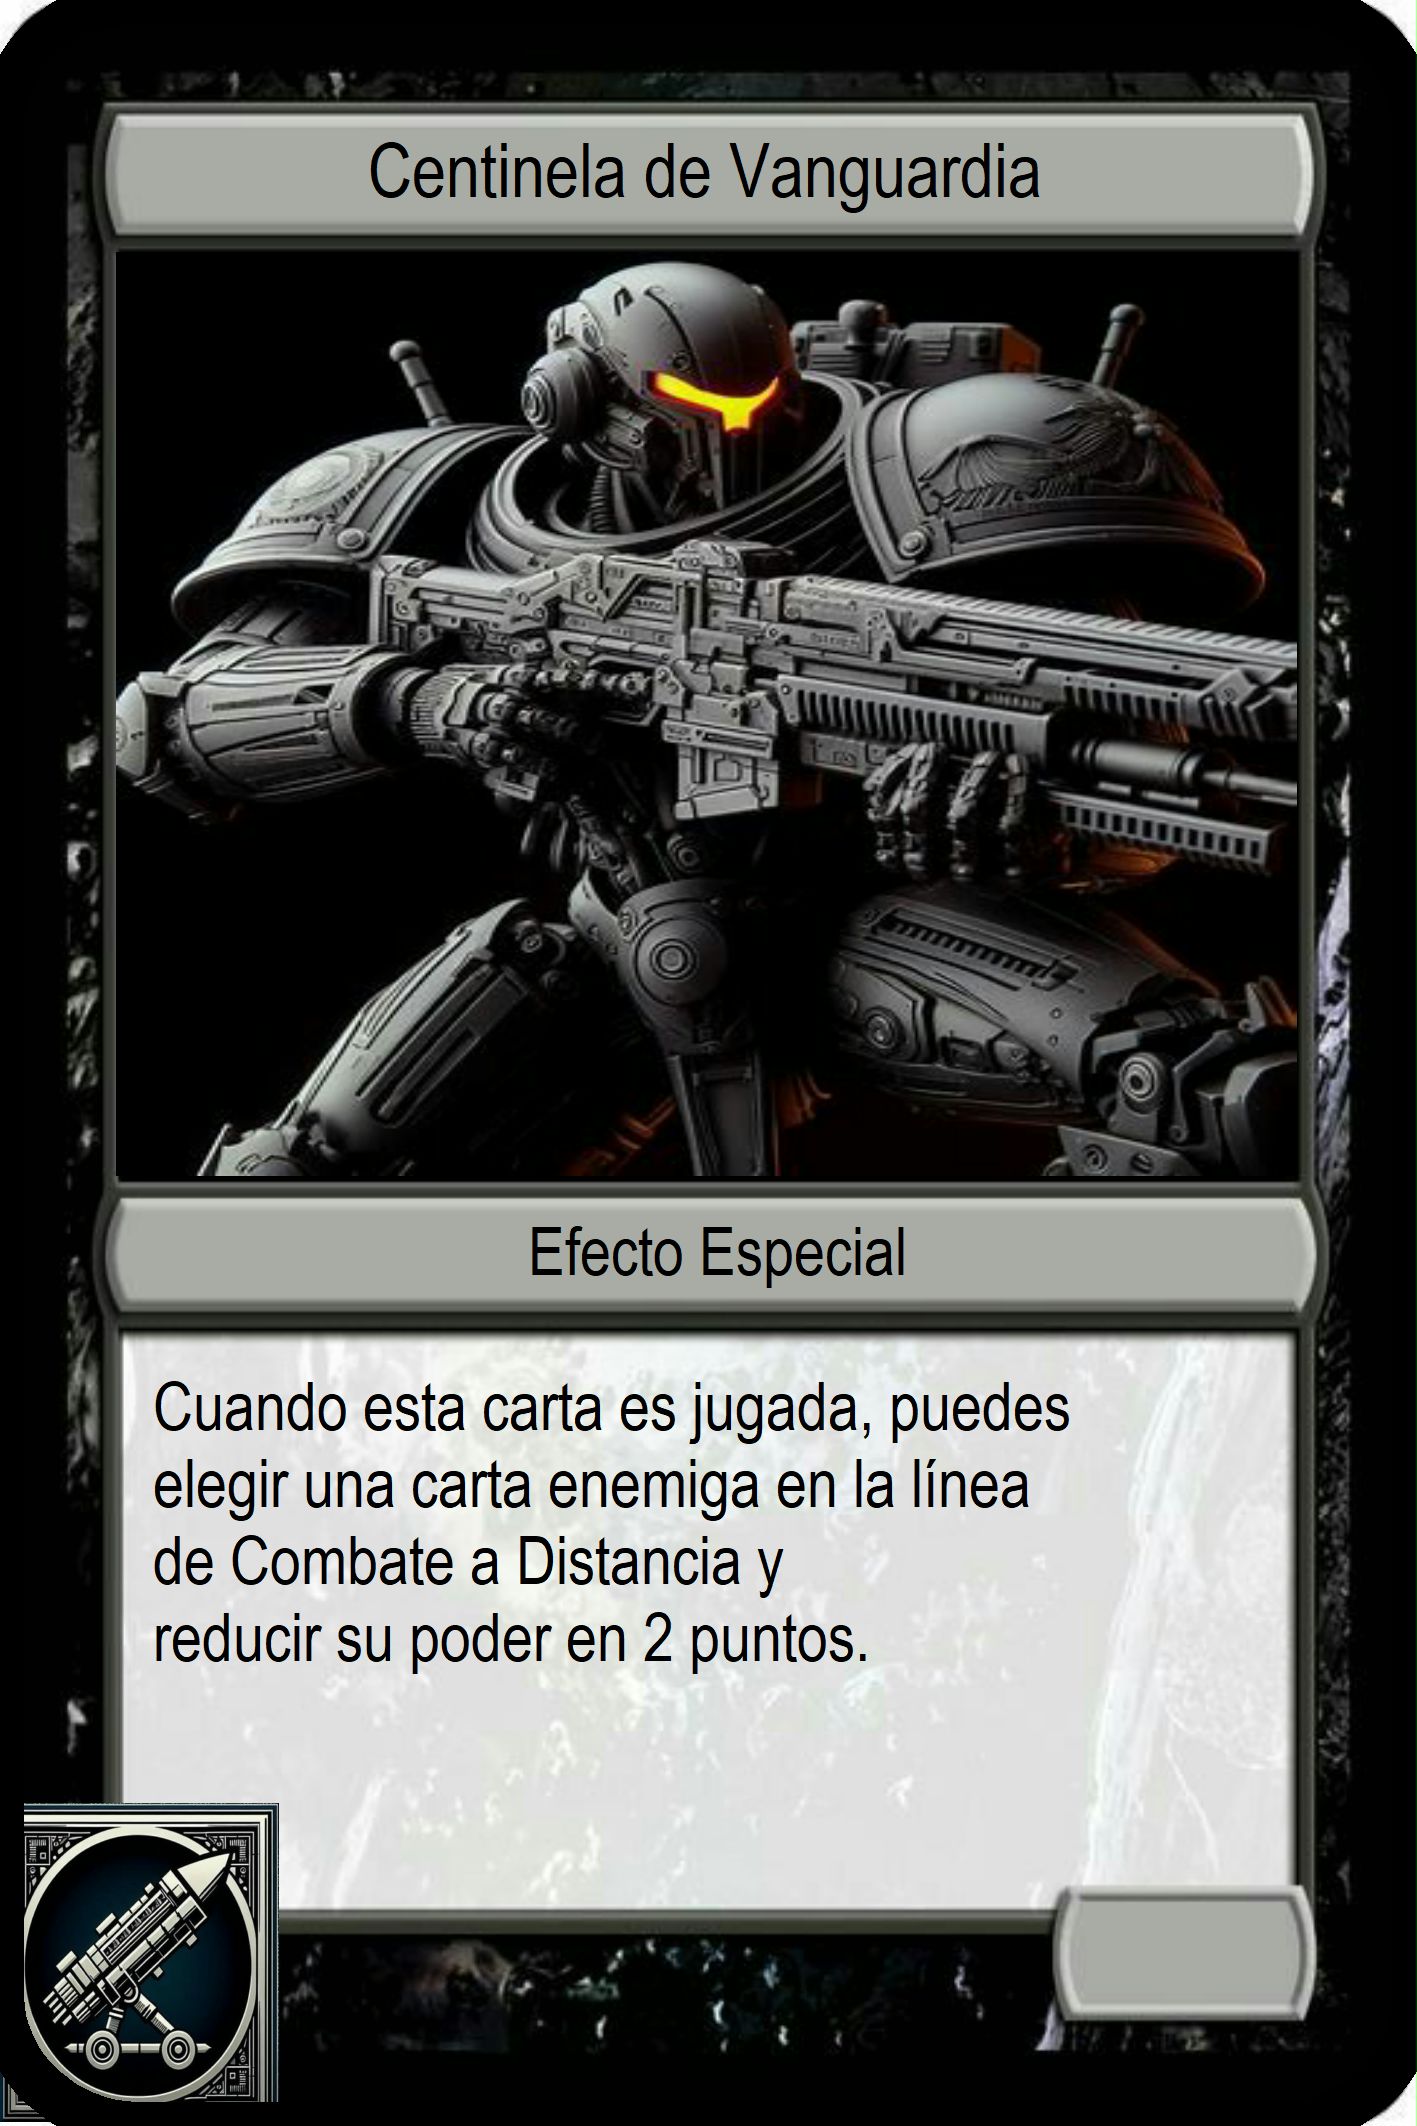 Centinela de Vanguardia
Efecto Especial
Cuando esta carta es jugada, puedes
elegir una carta enemiga en la línea
de Combate a Distancia y
reducir su poder en 2 puntos.